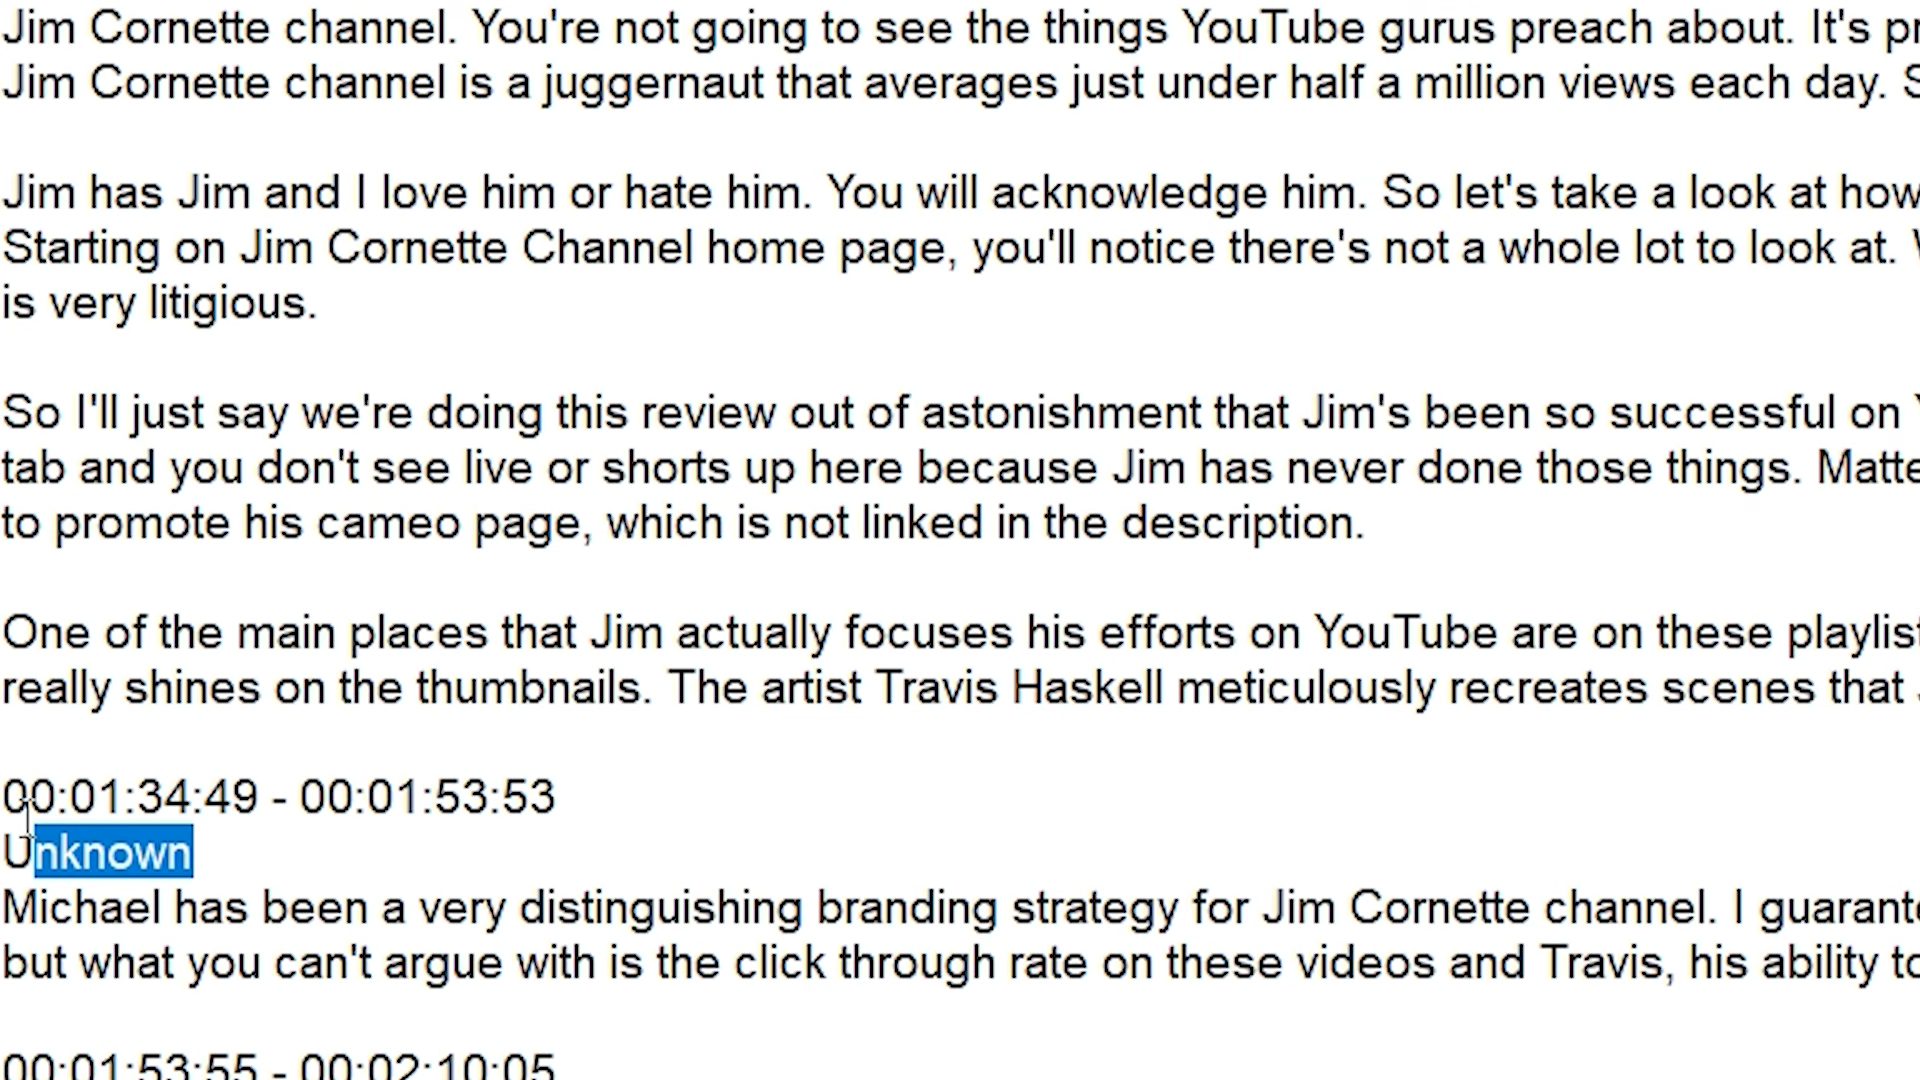 Jim Cornette channel. You're not going to see the things YouTube gurus preach about. It's
Jim Cornette channel is a juggernaut that averages just under half a million views each day.
Jim has Jim and I love him or hate him. You will acknowledge him. So let's take a look at how
Starting on Jim Cornette Channel home page, you'll notice there's not a whole lot to look at.
is very litigious.
So I'll just say we're doing this review out of astonishment that Jim's been so successful on
tab and you don't see live or shorts up here because Jim has never done those things.
to promote his cameo page, which is not linked in the description.
One of the main places that Jim actually focuses his efforts on YouTube are on these
really shines on the thumbnails. The artist Travis Haskell meticulously recreates scenes that
00:01:34:49 - 00:01:53:53
Unknown
Michael has been a very distinguishing branding strategy for Jim Cornette channel. I
but what you can't argue with is the click through rate on these videos and Travis, his ability to
00:01:53:55 - 00:02:10:05